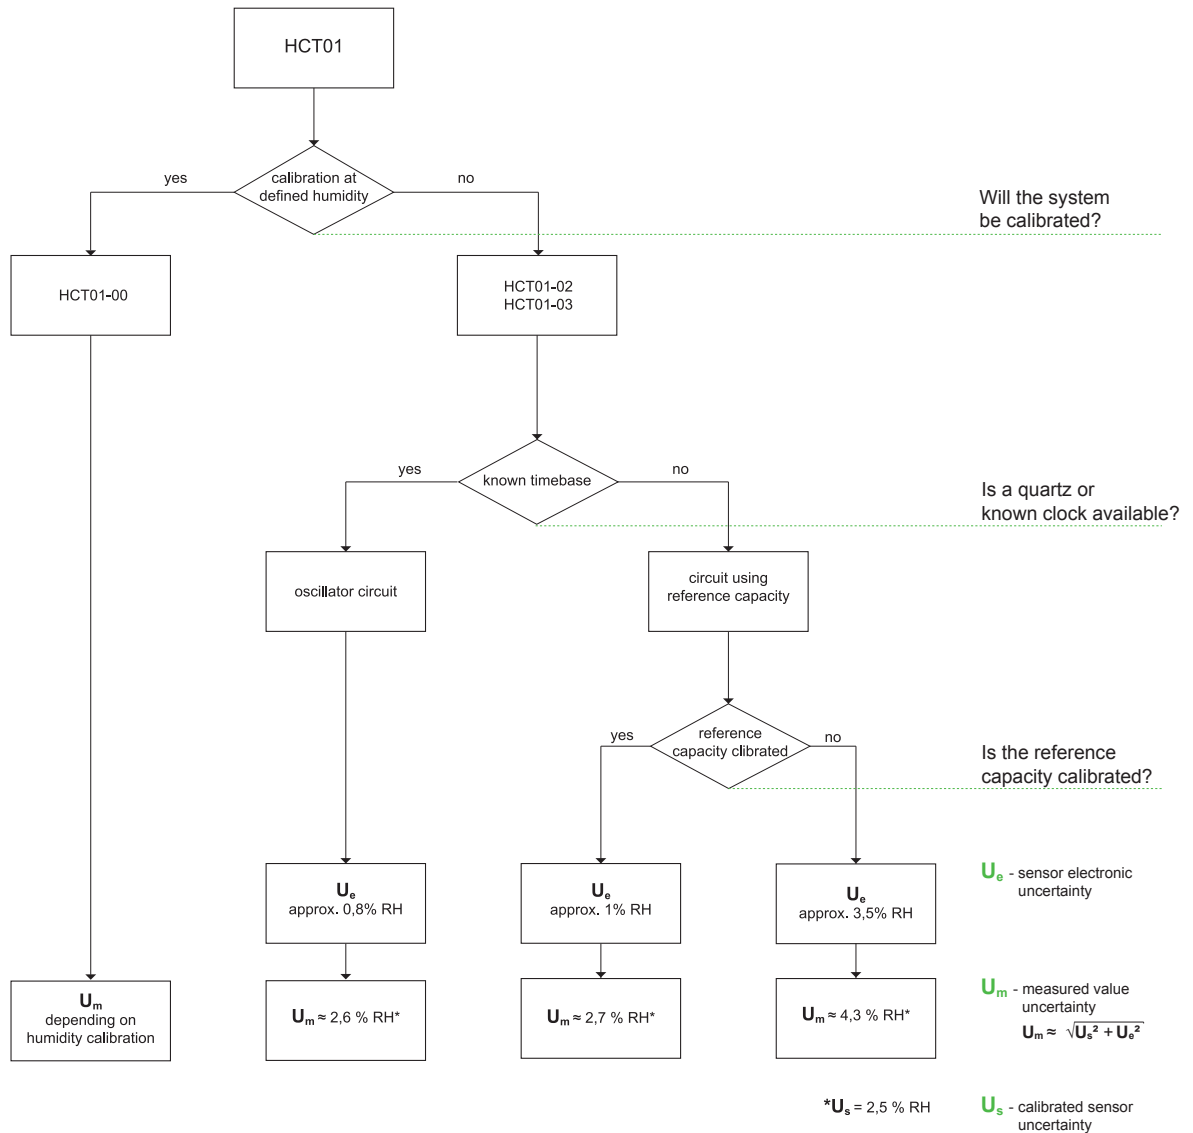 HCT01
calibration at
defined humidity
yes
no
Will the system
be calibrated?
HCT01-00
HCT01-02
HCT01-03
known timebase
yes
no
Is a quartz or
known clock available?
oscillator circuit
circuit using
reference capacity
reference
capacity clibrated
yes
no
Is the reference
capacity calibrated?
Ue
approx. 0,8% RH
Ue
approx. 1% RH
Ue
approx. 3,5% RH
Ue - sensor electronic
uncertainty
Um
depending on
humidity calibration
Um ≈ 2,6 % RH*
Um ≈ 2,7 % RH*
Um ≈ 4,3 % RH*
Um - measured value
uncertainty
Um ≈ √Us² + Ue²
*Us = 2,5 % RH
Us - calibrated sensor
uncertainty